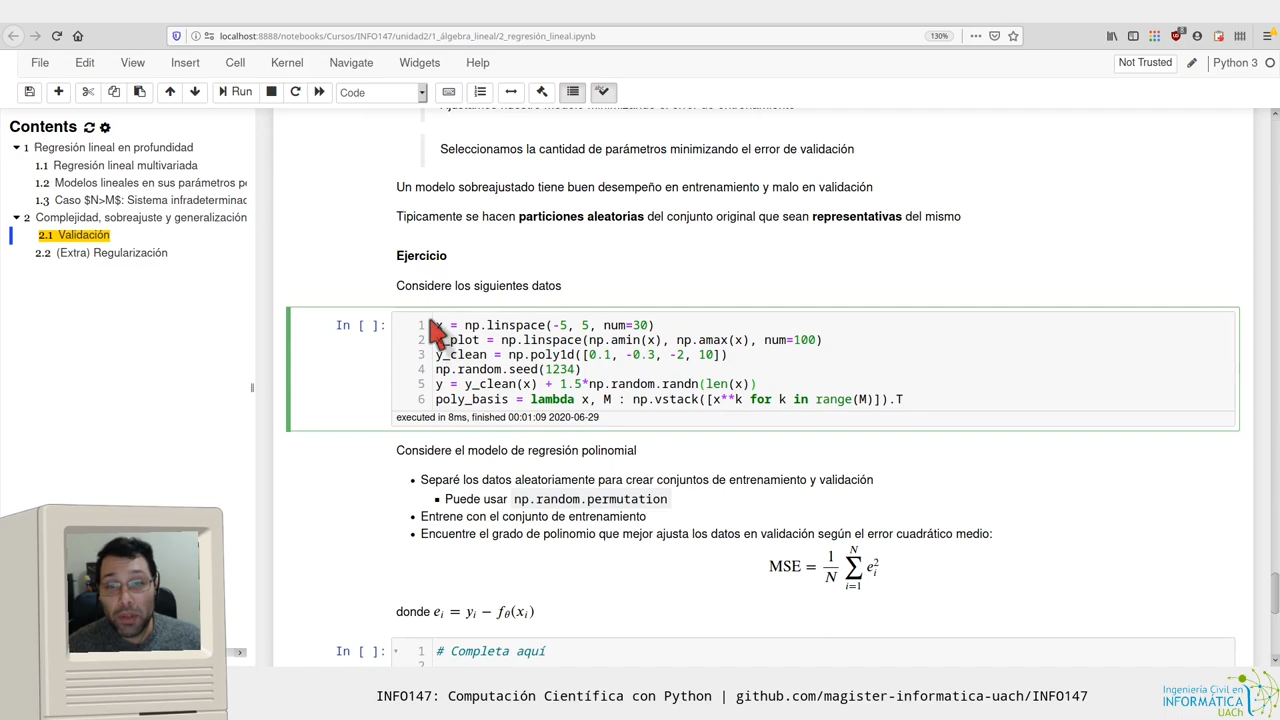 localhost:8888/notebooks/Cursos/INFO147/unidad2/1_álgebra_lineal/2_regresión_lineal.ipynb
130%
File Edit View Insert Cell Kernel Navigate Widgets Help
Not Trusted
Python 3
Run
Code
Contents
1 Regresión lineal en profundidad
1.1 Regresión lineal multivariada
1.2 Modelos lineales en sus parámetros p
1.3 Caso $N>M$: Sistema infradeterminad
2 Complejidad, sobreajuste y generalización
2.1 Validación
2.2 (Extra) Regularización
Seleccionamos la cantidad de parámetros minimizando el error de validación
Un modelo sobreajustado tiene buen desempeño en entrenamiento y malo en validación
Tipicamente se hacen particiones aleatorias del conjunto original que sean representativas del mismo
Ejercicio
Considere los siguientes datos
In [ ]:
1 x = np.linspace(-5, 5, num=30)
2 x_plot = np.linspace(np.amin(x), np.amax(x), num=100)
3 y_clean = np.poly1d([0.1, -0.3, -2, 10])
4 np.random.seed(1234)
5 y = y_clean(x) + 1.5*np.random.randn(len(x))
6 poly_basis = lambda x, M : np.vstack([x**k for k in range(M)]).T
executed in 8ms, finished 00:01:09 2020-06-29
Considere el modelo de regresión polinomial
• Separé los datos aleatoriamente para crear conjuntos de entrenamiento y validación
▪ Puede usar np.random.permutation
• Entrene con el conjunto de entrenamiento
• Encuentre el grado de polinomio que mejor ajusta los datos en validación según el error cuadrático medio:
MSE = 1/N ∑_{i=1}^{N} e_i^2
donde e_i = y_i − f_θ(x_i)
In [ ]:
1 # Completa aquí
2
INFO147: Computación Científica con Python | github.com/magister-informatica-uach/INFO147
Ingeniería Civil en
INFORMÁTICA
UACh